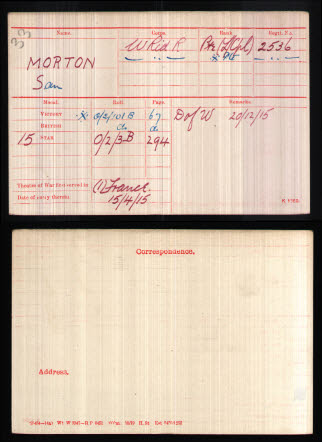 Name. Corps. Rank. Regtl. No.
MORTON W Rid R. Pte (L/Cpl) 2536
Sam — " — " — — " —
Medal. Roll. Page. Remarks.
VICTORY O/2/101 B 67 D of W 20/12/15
BRITISH do do
15 STAR O/2/3-B 294
Theatre of War first served in (1) France.
Date of entry therein 15/4/15
K. 1780.
Correspondence.
Address.